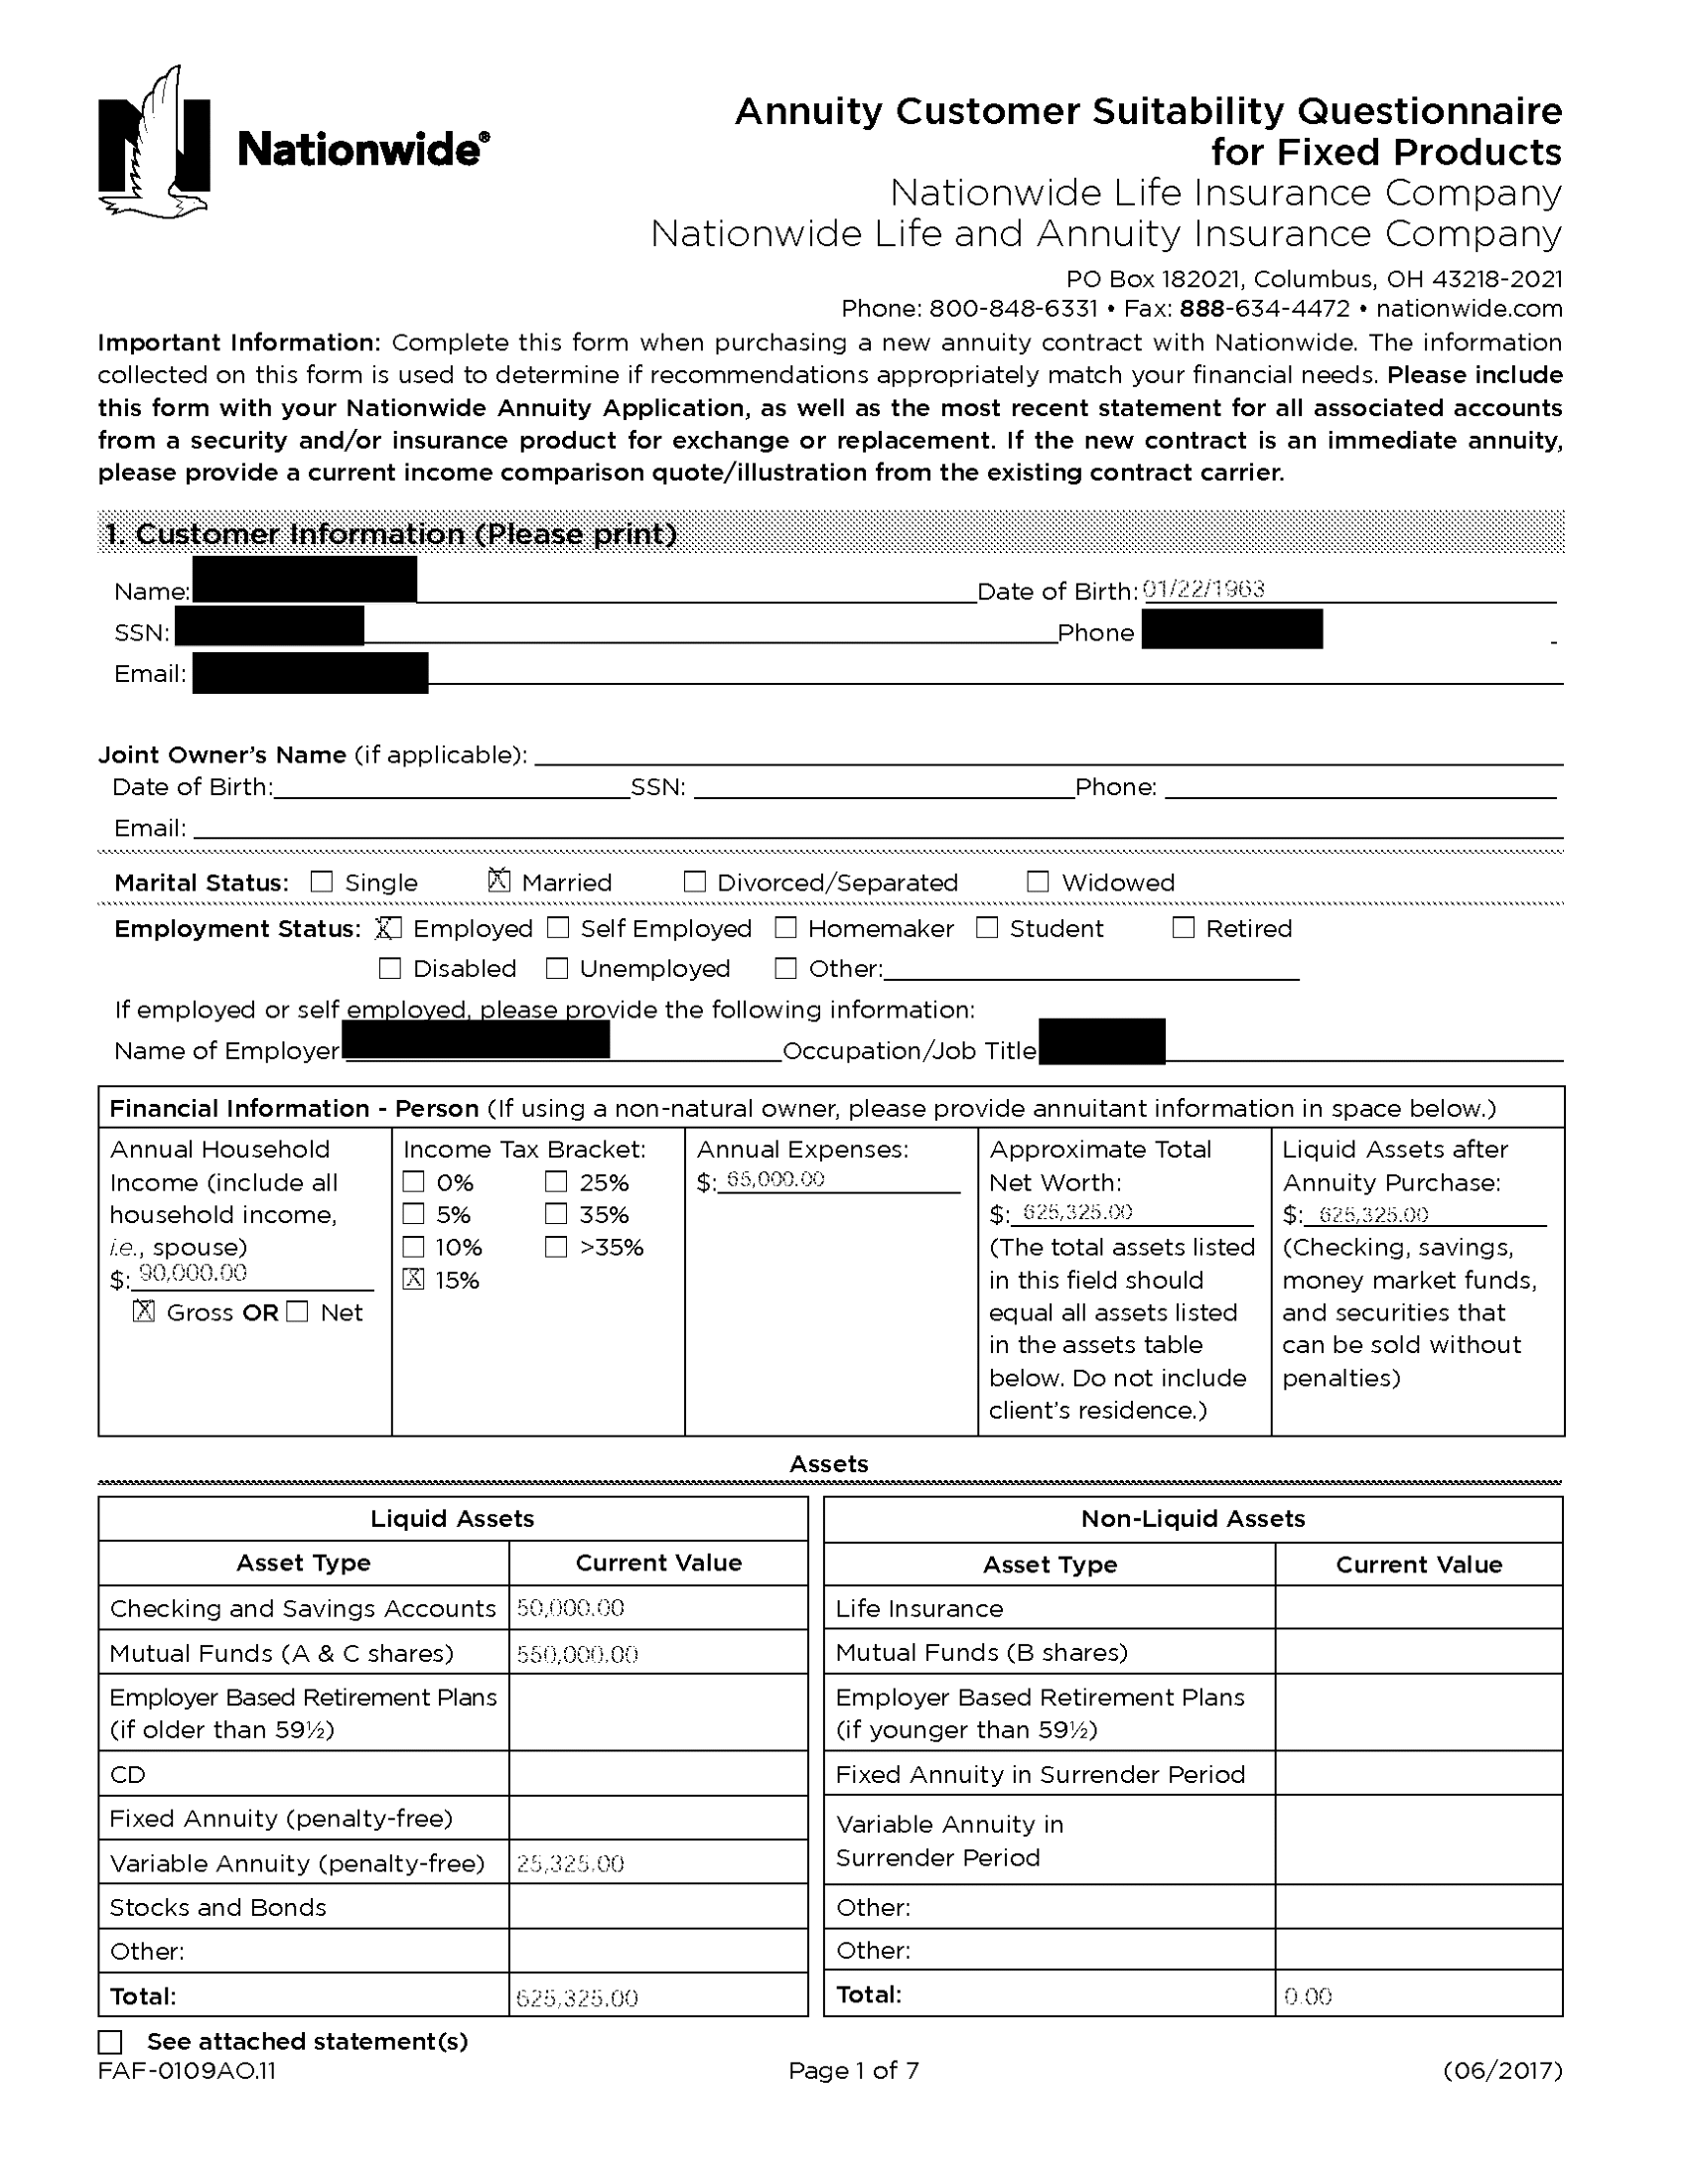 Nationwide®
Annuity Customer Suitability Questionnaire
for Fixed Products
Nationwide Life Insurance Company
Nationwide Life and Annuity Insurance Company
PO Box 182021, Columbus, OH 43218-2021
Phone: 800-848-6331 • Fax: 888-634-4472 • nationwide.com
Important Information: Complete this form when purchasing a new annuity contract with Nationwide. The information
collected on this form is used to determine if recommendations appropriately match your financial needs. Please include
this form with your Nationwide Annuity Application, as well as the most recent statement for all associated accounts
from a security and/or insurance product for exchange or replacement. If the new contract is an immediate annuity,
please provide a current income comparison quote/illustration from the existing contract carrier.
1. Customer Information (Please print)
Name: Date of Birth: 01/22/1963
SSN: Phone
Email:
Joint Owner's Name (if applicable):
Date of Birth: SSN: Phone:
Email:
Marital Status: ☐ Single ☒ Married ☐ Divorced/Separated ☐ Widowed
Employment Status: ☒ Employed ☐ Self Employed ☐ Homemaker ☐ Student ☐ Retired
☐ Disabled ☐ Unemployed ☐ Other:
If employed or self employed, please provide the following information:
Name of Employer Occupation/Job Title
Financial Information - Person (If using a non-natural owner, please provide annuitant information in space below.)
Annual Household
Income (include all
household income,
i.e., spouse)
$: 90,000.00
☒ Gross OR ☐ Net
Income Tax Bracket:
☐ 0% ☐ 25%
☐ 5% ☐ 35%
☐ 10% ☐ >35%
☒ 15%
Annual Expenses:
$: 65,000.00
Approximate Total
Net Worth:
$: 625,325.00
(The total assets listed
in this field should
equal all assets listed
in the assets table
below. Do not include
client's residence.)
Liquid Assets after
Annuity Purchase:
$: 625,325.00
(Checking, savings,
money market funds,
and securities that
can be sold without
penalties)
Assets
Liquid Assets
Asset Type Current Value
Checking and Savings Accounts 50,000.00
Mutual Funds (A & C shares) 550,000.00
Employer Based Retirement Plans
(if older than 59½)
CD
Fixed Annuity (penalty-free)
Variable Annuity (penalty-free) 25,325.00
Stocks and Bonds
Other:
Total: 625,325.00
Non-Liquid Assets
Asset Type Current Value
Life Insurance
Mutual Funds (B shares)
Employer Based Retirement Plans
(if younger than 59½)
Fixed Annuity in Surrender Period
Variable Annuity in
Surrender Period
Other:
Other:
Total: 0.00
☐ See attached statement(s)
FAF-0109AO.11 Page 1 of 7 (06/2017)